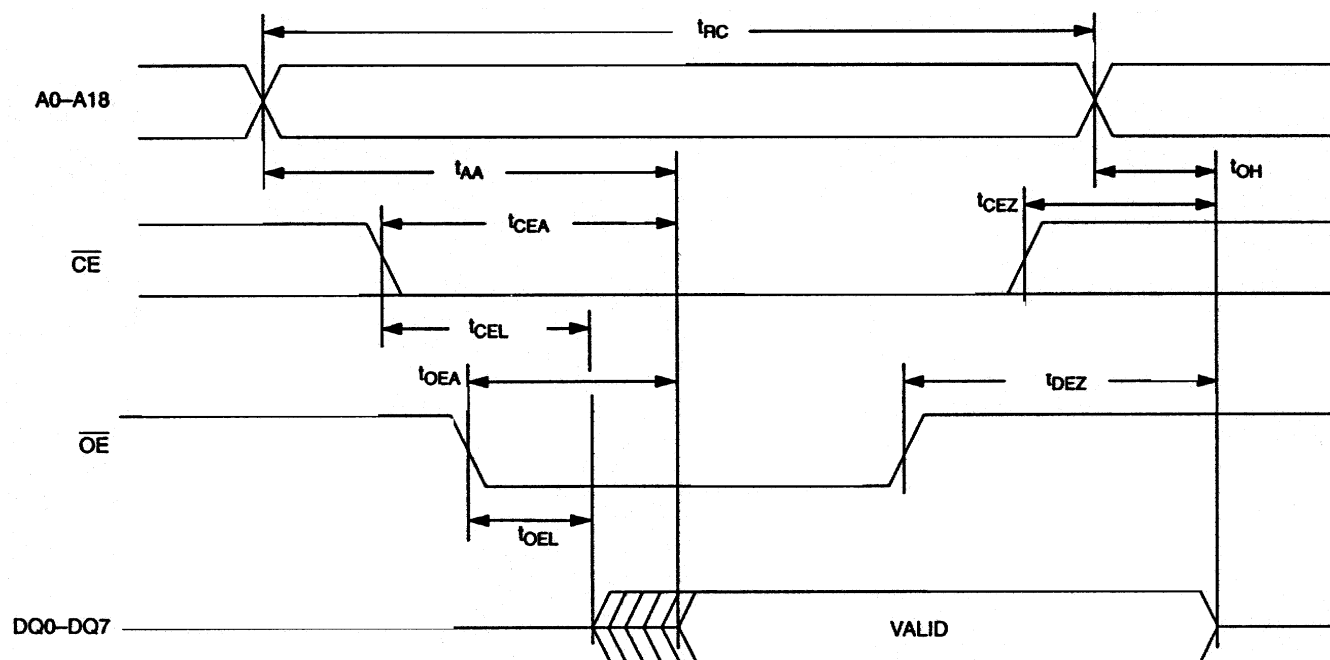 tRC
A0–A18
tAA
tOH
tCEZ
tCEA
CE
tCEL
tOEA
tDEZ
OE
tOEL
DQ0–DQ7
VALID